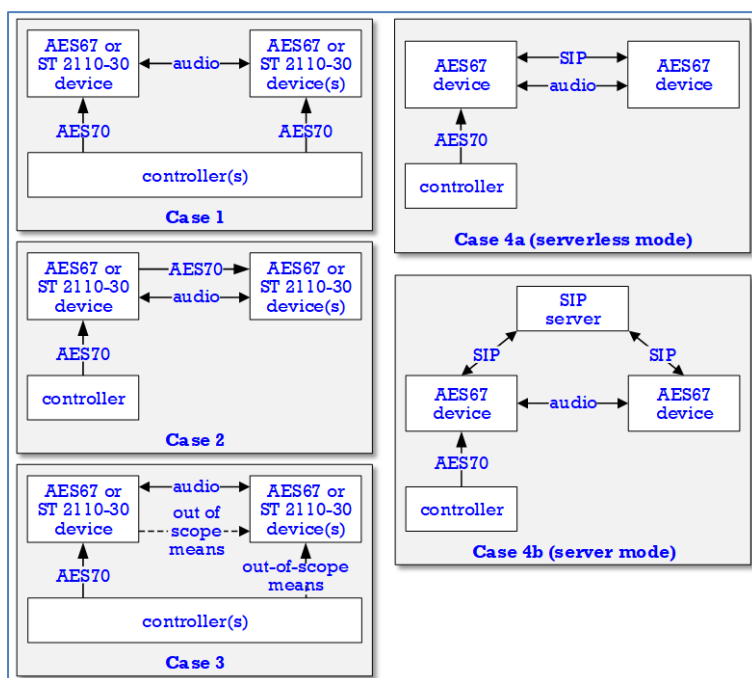 AES67 or
ST 2110-30
device
audio
AES67 or
ST 2110-30
device(s)
AES70
AES70
controller(s)
Case 1
AES67 or
ST 2110-30
device
AES70
audio
AES67 or
ST 2110-30
device(s)
AES70
controller
Case 2
AES67 or
ST 2110-30
device
audio
out of
scope
means
AES67 or
ST 2110-30
device(s)
AES70
out-of-scope
means
controller(s)
Case 3
AES67
device
SIP
audio
AES67
device
AES70
controller
Case 4a (serverless mode)
SIP
server
SIP
SIP
AES67
device
audio
AES67
device
AES70
controller
Case 4b (server mode)